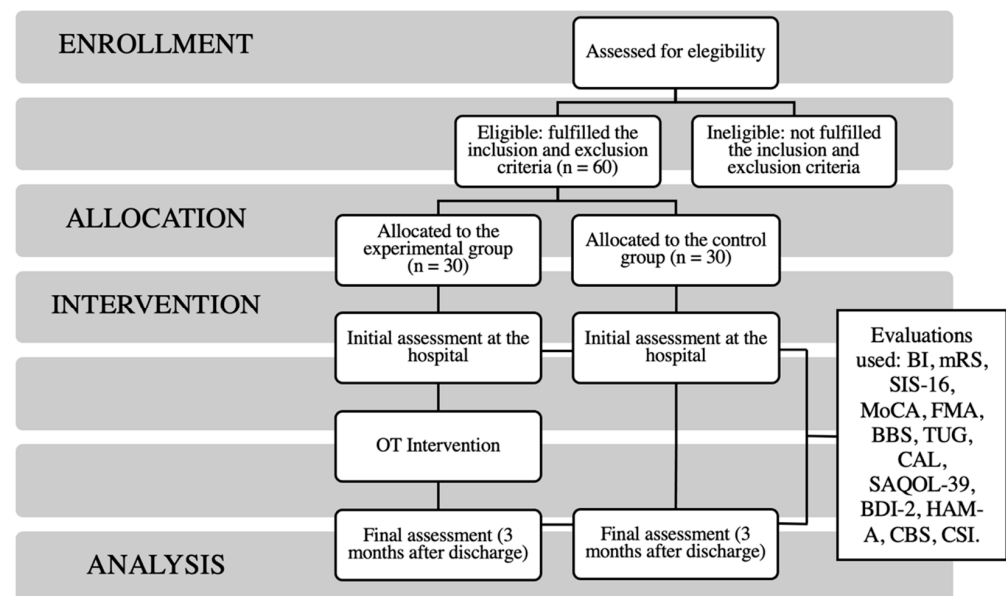 ENROLLMENT
Assessed for elegibility
Eligible: fulfilled the
inclusion and exclusion
criteria (n = 60)
Ineligible: not fulfilled
the inclusion and
exclusion criteria
ALLOCATION
Allocated to the
experimental group
(n = 30)
Allocated to the control
group (n = 30)
INTERVENTION
Initial assessment at the
hospital
Initial assessment at the
hospital
Evaluations
used: BI, mRS,
SIS-16,
MoCA, FMA,
BBS, TUG,
CAL,
SAQOL-39,
BDI-2, HAM-
A, CBS, CSI.
OT Intervention
Final assessment (3
months after discharge)
Final assessment (3
months after discharge)
ANALYSIS